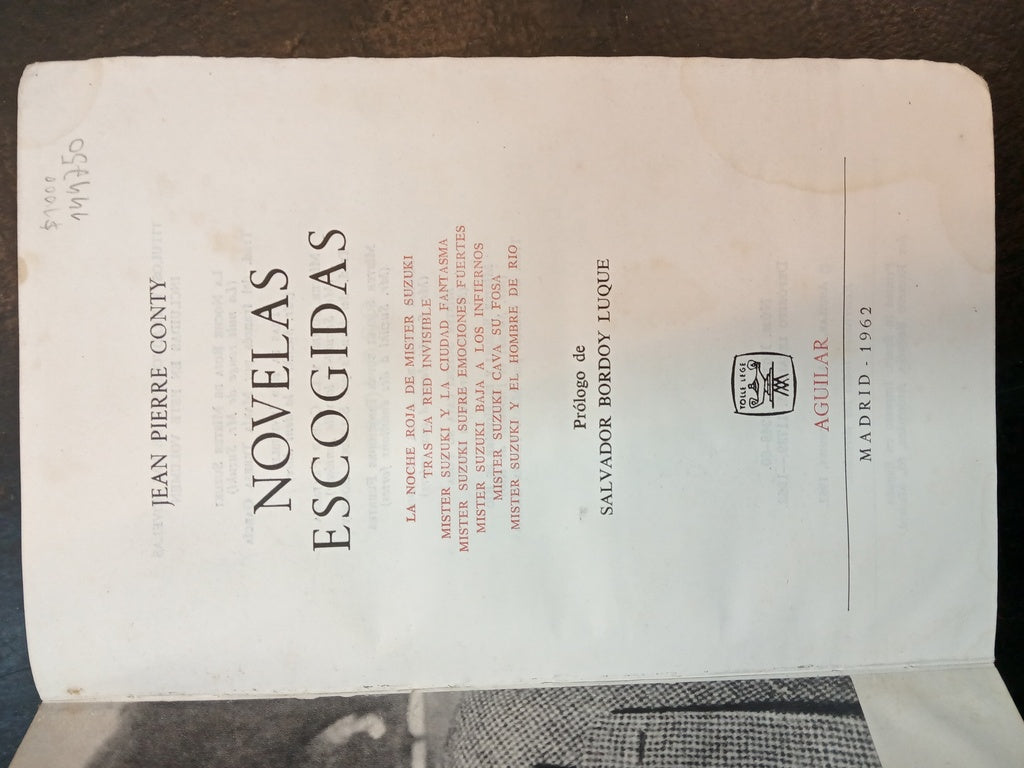 $1000
144750
JEAN PIERRE CONTY
NOVELAS
ESCOGIDAS
LA NOCHE ROJA DE MISTER SUZUKI
TRAS LA RED INVISIBLE
MISTER SUZUKI Y LA CIUDAD FANTASMA
MISTER SUZUKI SUFRE EMOCIONES FUERTES
MISTER SUZUKI BAJA A LOS INFIERNOS
MISTER SUZUKI CAVA SU FOSA
MISTER SUZUKI Y EL HOMBRE DE RIO
Prólogo de
SALVADOR BORDOY LUQUE
TOLLE, LEGE
AGUILAR
MADRID - 1962